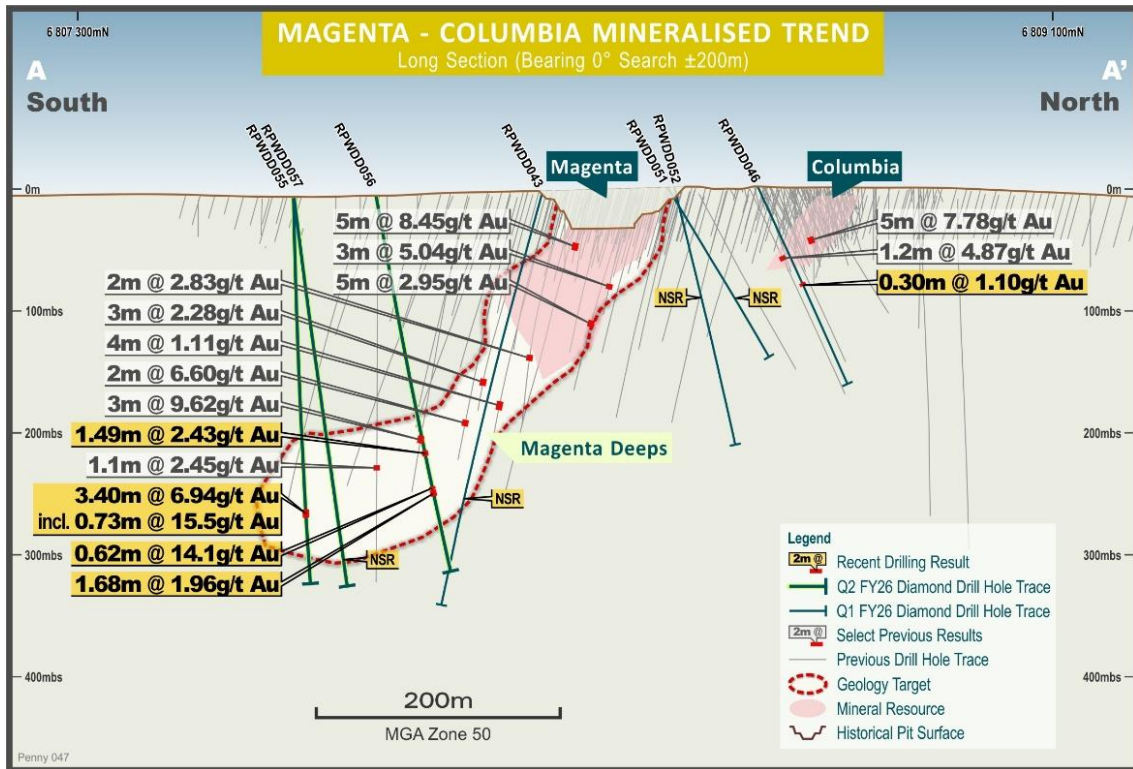 6 807 300mN
MAGENTA - COLUMBIA MINERALISED TREND
6 809 100mN
Long Section (Bearing 0° Search ±200m)
A
A'
South
North
RPWDD055
RPWDD057
RPWDD056
RPWDD043
Magenta
RPWDD051
RPWDD052
RPWDD046
Columbia
0m
0m
5m @ 8.45g/t Au
3m @ 5.04g/t Au
5m @ 2.95g/t Au
5m @ 7.78g/t Au
1.2m @ 4.87g/t Au
0.30m @ 1.10g/t Au
NSR
NSR
100mbs
100mbs
2m @ 2.83g/t Au
3m @ 2.28g/t Au
4m @ 1.11g/t Au
2m @ 6.60g/t Au
3m @ 9.62g/t Au
1.49m @ 2.43g/t Au
1.1m @ 2.45g/t Au
3.40m @ 6.94g/t Au
incl. 0.73m @ 15.5g/t Au
0.62m @ 14.1g/t Au
1.68m @ 1.96g/t Au
200mbs
200mbs
Magenta Deeps
NSR
NSR
300mbs
300mbs
400mbs
400mbs
200m
MGA Zone 50
Legend
2m @
Recent Drilling Result
Q2 FY26 Diamond Drill Hole Trace
Q1 FY26 Diamond Drill Hole Trace
2m @
Select Previous Results
Previous Drill Hole Trace
Geology Target
Mineral Resource
Historical Pit Surface
Penny 047